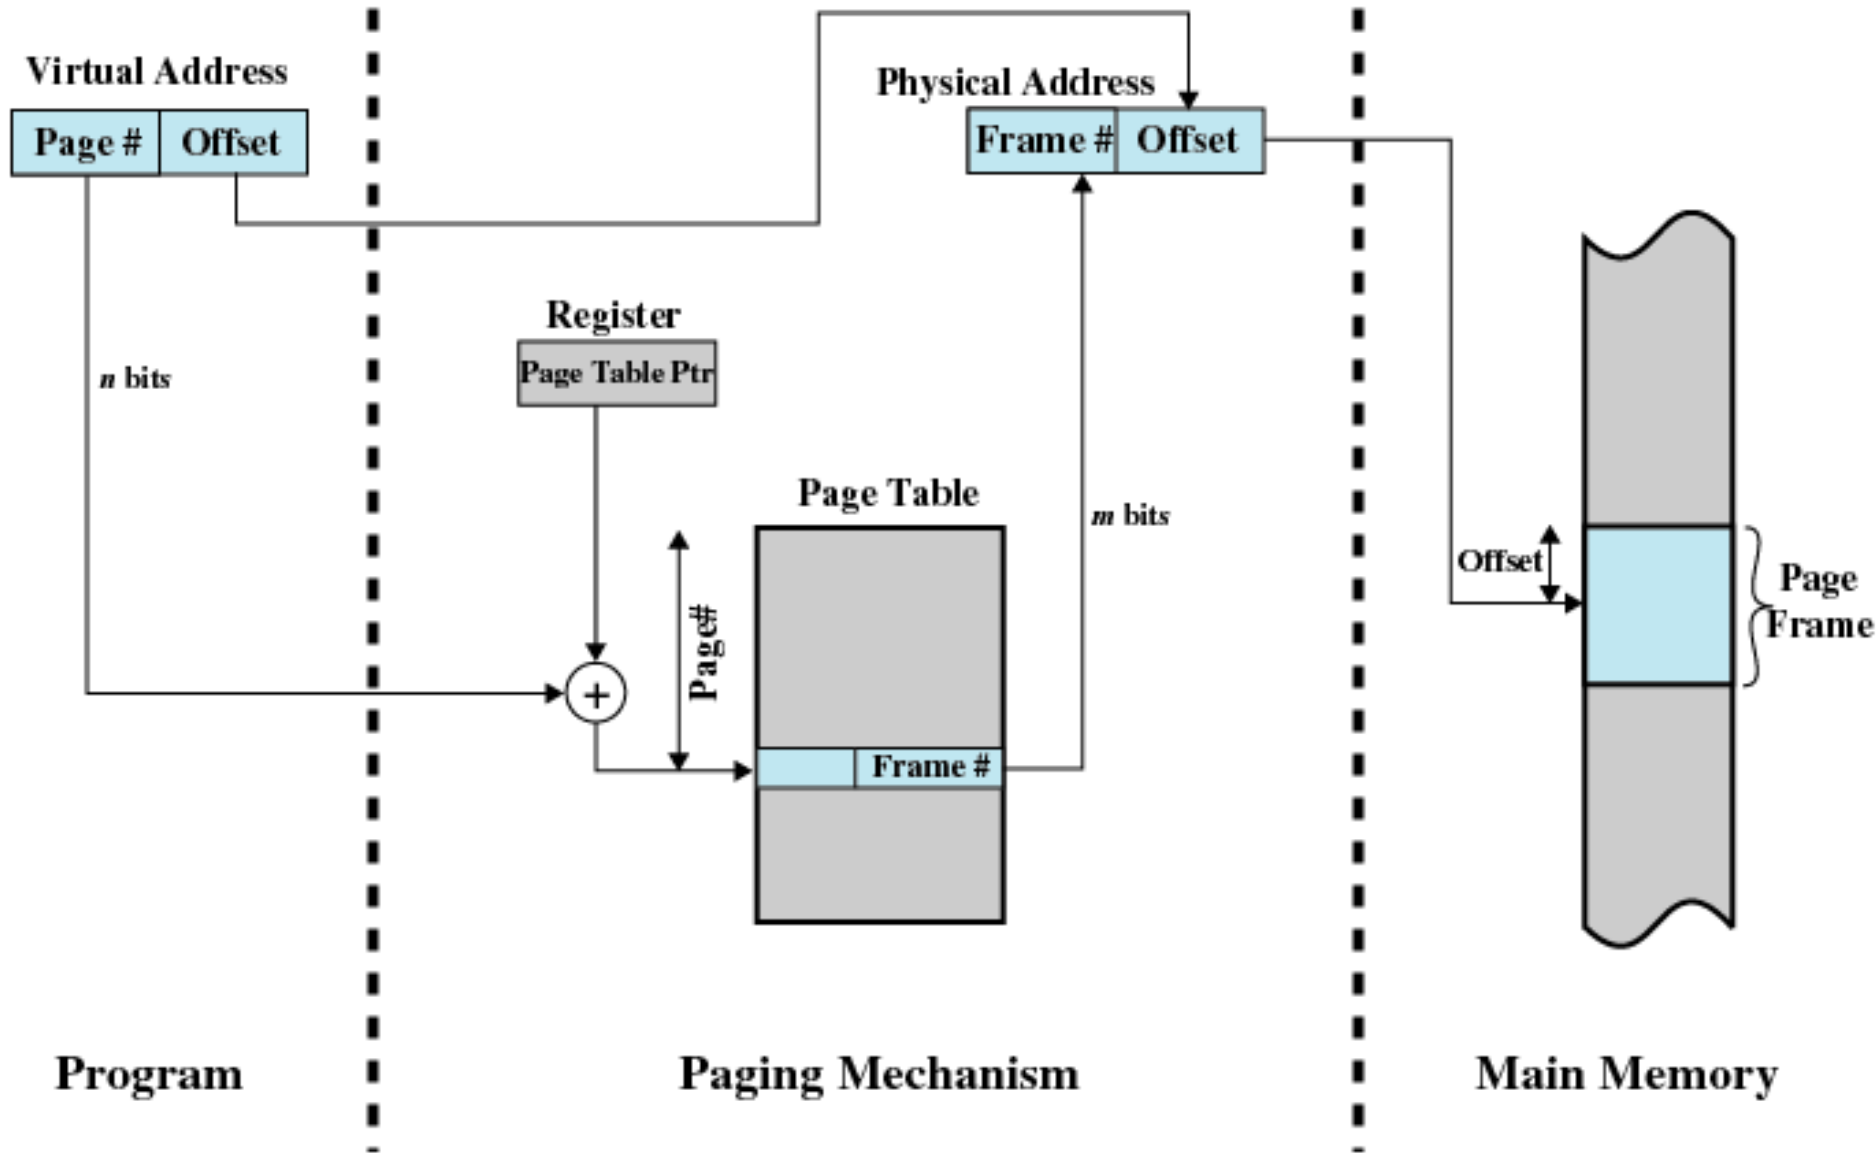 Virtual Address
Page # Offset
Physical Address
Frame # Offset
Register
Page Table Ptr
n bits
Page Table
m bits
Page#
Frame #
Offset
Page
Frame
Program
Paging Mechanism
Main Memory
+